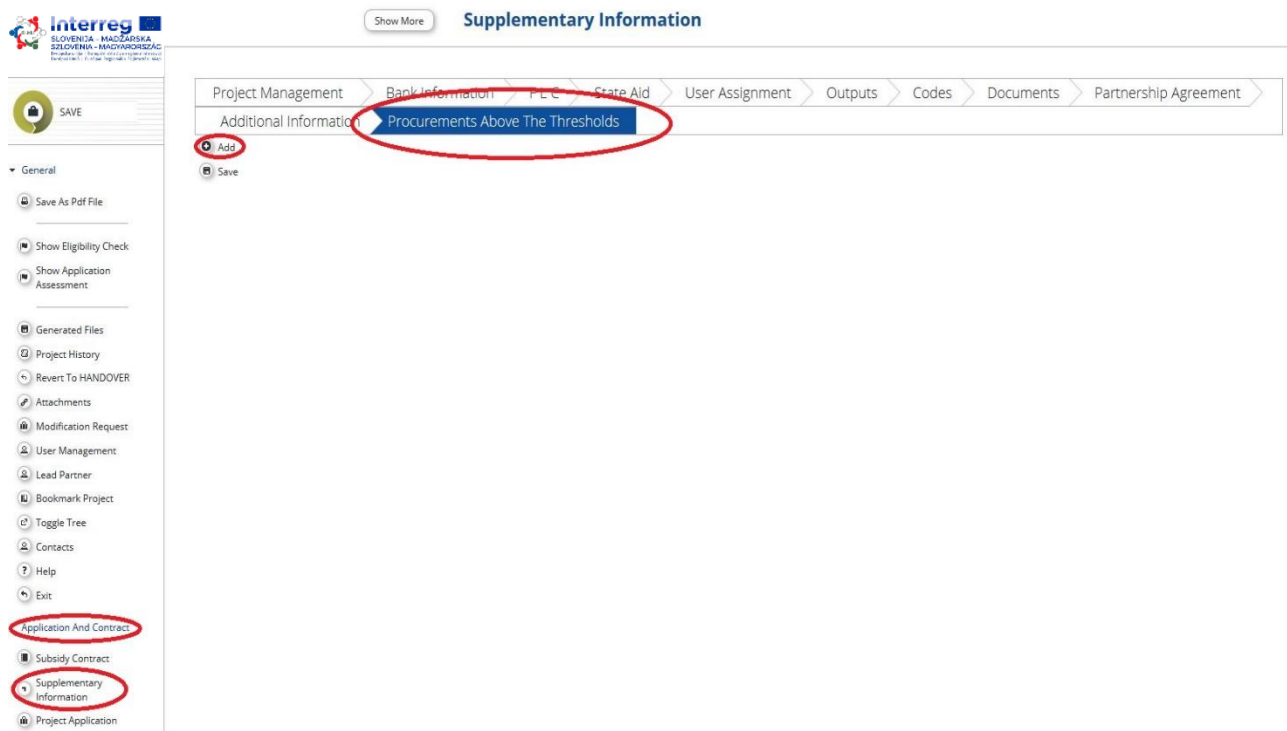 Interreg
SLOVENIJA - MADŽARSKA
SZLOVÉNIA - MAGYARORSZÁG
Show More
Supplementary Information
SAVE
Project Management
Bank Information
P L C
State Aid
User Assignment
Outputs
Codes
Documents
Partnership Agreement
Additional Information
Procurements Above The Thresholds
Add
Save
General
Save As Pdf File
Show Eligibility Check
Show Application
Assessment
Generated Files
Project History
Revert To HANDOVER
Attachments
Modification Request
User Management
Lead Partner
Bookmark Project
Toggle Tree
Contacts
Help
Exit
Application And Contract
Subsidy Contract
Supplementary
Information
Project Application